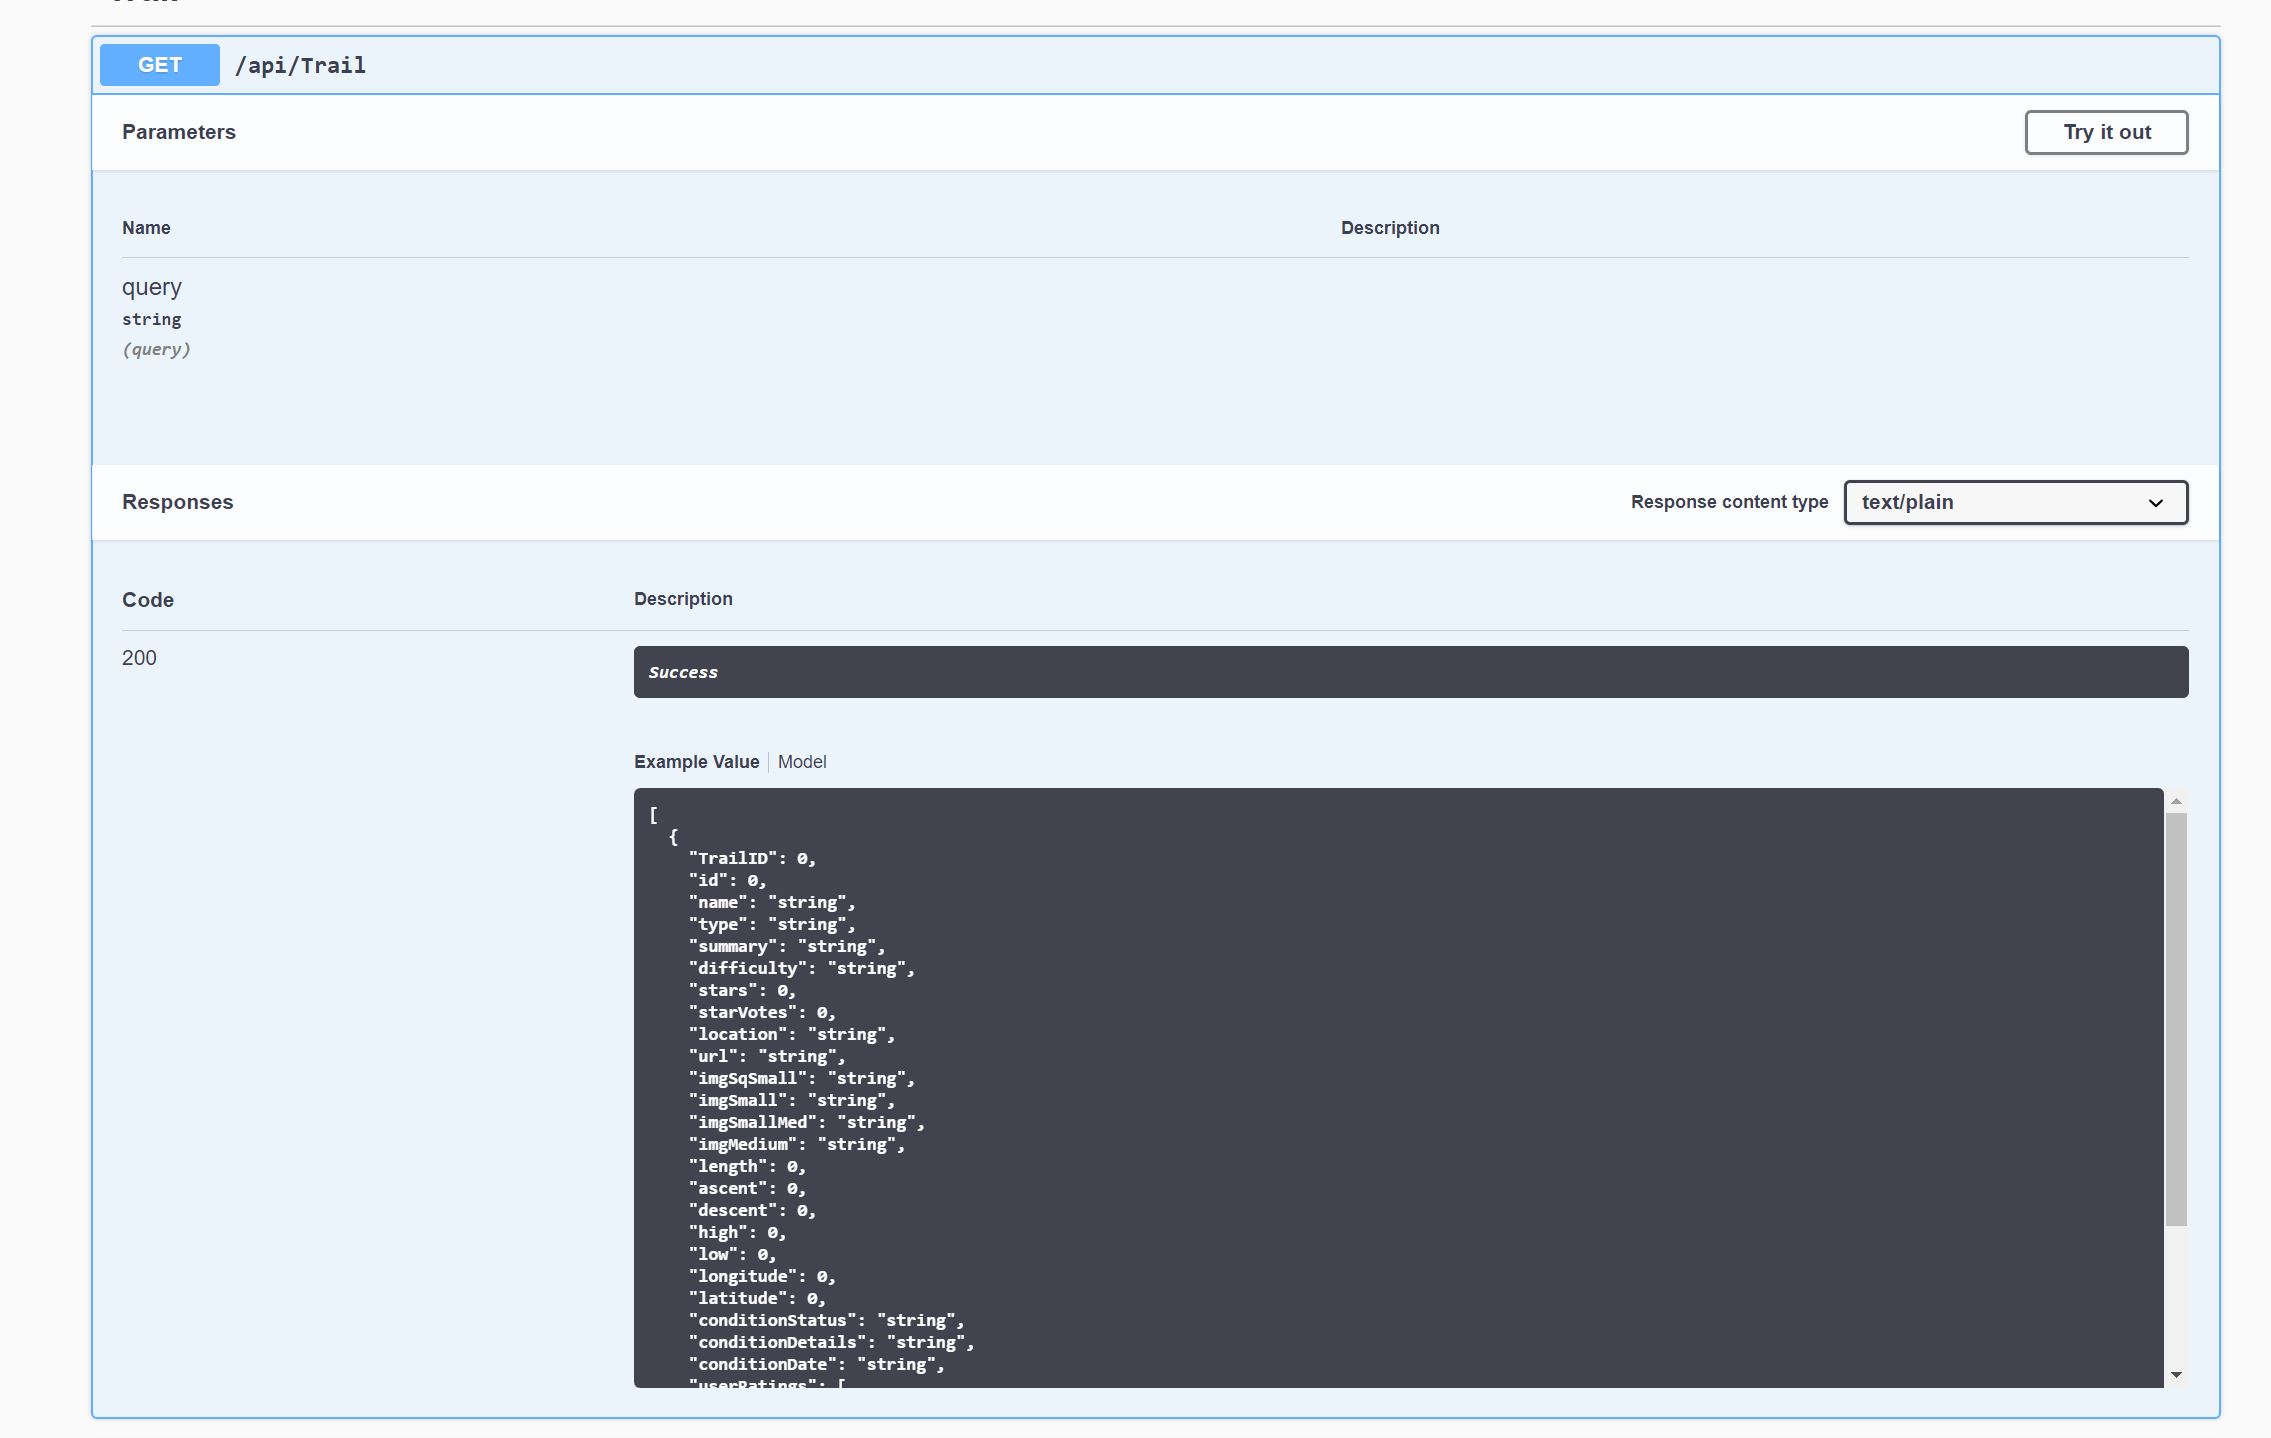 GET /api/Trail
Parameters
Try it out
Name Description
query
string
(query)
Responses
Response content type text/plain
Code Description
200
Success
Example Value Model
[
{
"TrailID": 0,
"id": 0,
"name": "string",
"type": "string",
"summary": "string",
"difficulty": "string",
"stars": 0,
"starVotes": 0,
"location": "string",
"url": "string",
"imgSqSmall": "string",
"imgSmall": "string",
"imgSmallMed": "string",
"imgMedium": "string",
"length": 0,
"ascent": 0,
"descent": 0,
"high": 0,
"low": 0,
"longitude": 0,
"latitude": 0,
"conditionStatus": "string",
"conditionDetails": "string",
"conditionDate": "string",
"userRatings": [